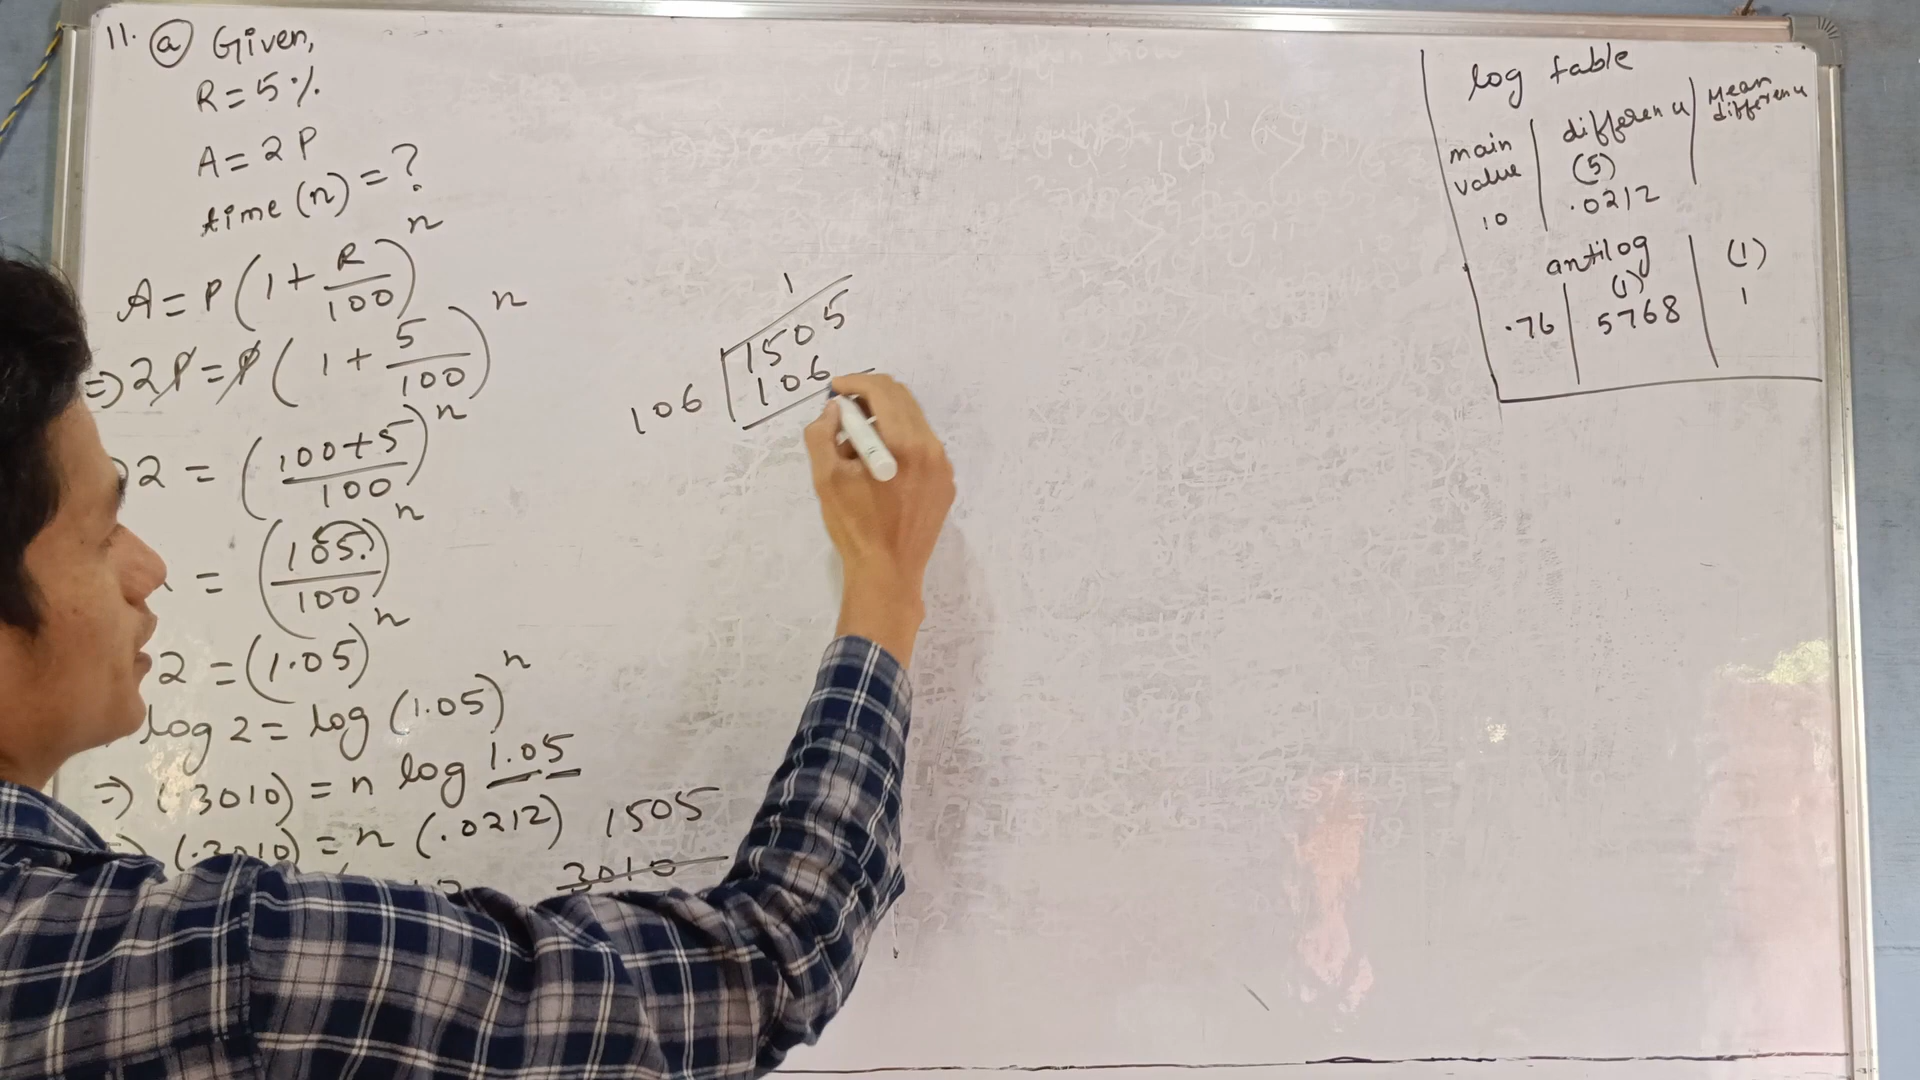 11. (a) Given,
R = 5%
A = 2P
time (n) = ?
A = P(1 + R/100)^n
⇒ 2P = P(1 + 5/100)^n
2 = (100+5/100)^n
= (105/100)^n
2 = (1.05)^n
log 2 = log (1.05)^n
⇒ (.3010) = n log 1.05
(.3010) = n (.0212)
1505
3010
1
106 1505
106
log table
main value | difference | Mean difference
(5)
10 | .0212
antilog
(1) | (1)
.76 | 5768 | 1